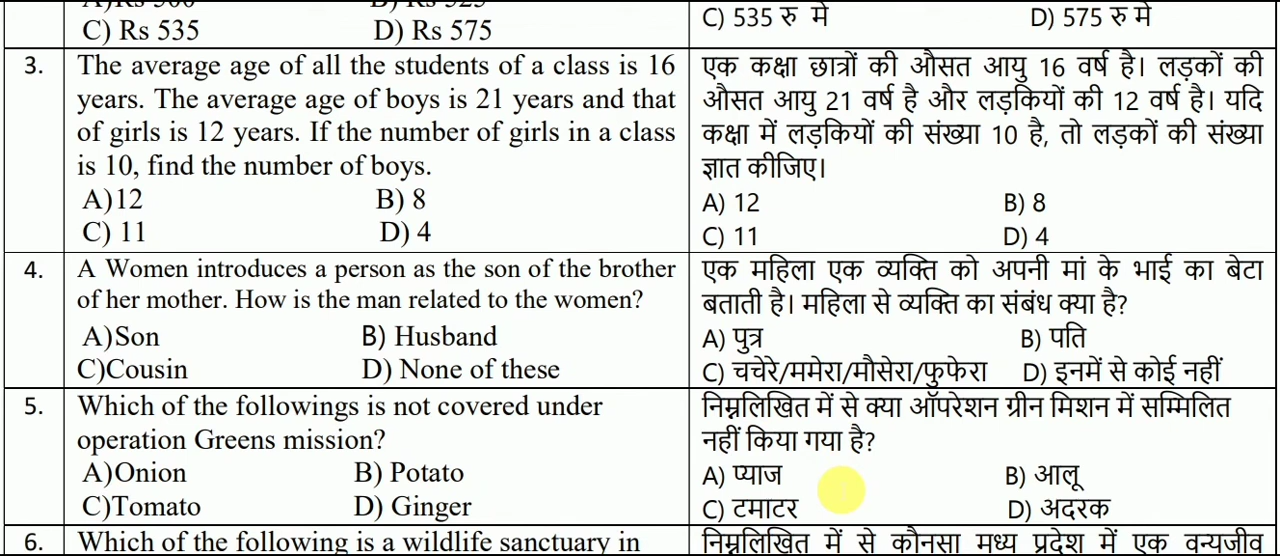 C) Rs 535 D) Rs 575
C) 535 रु में D) 575 रु में
3. The average age of all the students of a class is 16
years. The average age of boys is 21 years and that
of girls is 12 years. If the number of girls in a class
is 10, find the number of boys.
A)12 B) 8
C) 11 D) 4
एक कक्षा छात्रों की औसत आयु 16 वर्ष है। लड़कों की
औसत आयु 21 वर्ष है और लड़कियों की 12 वर्ष है। यदि
कक्षा में लड़कियों की संख्या 10 है, तो लड़कों की संख्या
ज्ञात कीजिए।
A) 12 B) 8
C) 11 D) 4
4. A Women introduces a person as the son of the brother
of her mother. How is the man related to the women?
A)Son B) Husband
C)Cousin D) None of these
एक महिला एक व्यक्ति को अपनी मां के भाई का बेटा
बताती है। महिला से व्यक्ति का संबंध क्या है?
A) पुत्र B) पति
C) चचेरे/ममेरा/मौसेरा/फुफेरा D) इनमें से कोई नहीं
5. Which of the followings is not covered under
operation Greens mission?
A)Onion B) Potato
C)Tomato D) Ginger
निम्नलिखित में से क्या ऑपरेशन ग्रीन मिशन में सम्मिलित
नहीं किया गया है?
A) प्याज B) आलू
C) टमाटर D) अदरक
6. Which of the following is a wildlife sanctuary in
निम्नलिखित में से कौनसा मध्य प्रदेश में एक वन्यजीव